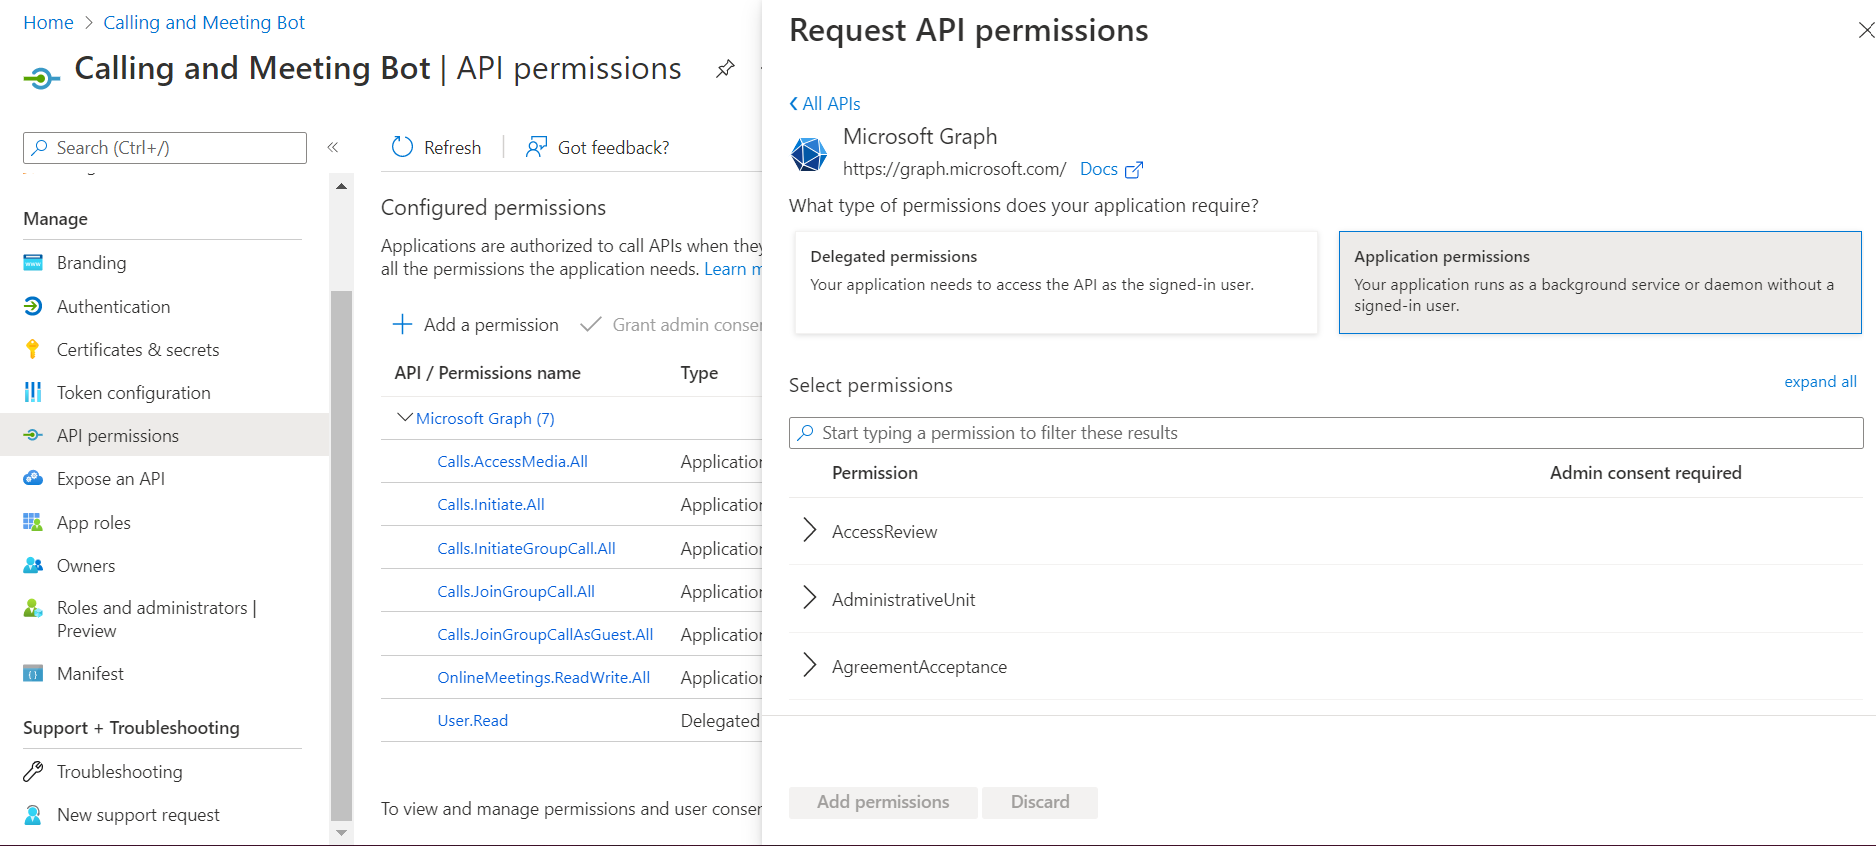 Home > Calling and Meeting Bot
Calling and Meeting Bot | API permissions
Search (Ctrl+/)
«
Manage
Branding
Authentication
Certificates & secrets
Token configuration
API permissions
Expose an API
App roles
Owners
Roles and administrators |
Preview
Manifest
Support + Troubleshooting
Troubleshooting
New support request
Refresh
Got feedback?
Configured permissions
Applications are authorized to call APIs when they
all the permissions the application needs. Learn m
Add a permission
Grant admin conser
API / Permissions name Type
Microsoft Graph (7)
Calls.AccessMedia.All Application
Calls.Initiate.All Application
Calls.InitiateGroupCall.All Application
Calls.JoinGroupCall.All Application
Calls.JoinGroupCallAsGuest.All Application
OnlineMeetings.ReadWrite.All Application
User.Read Delegated
To view and manage permissions and user conser
Request API permissions
All APIs
Microsoft Graph
https://graph.microsoft.com/ Docs
What type of permissions does your application require?
Delegated permissions
Your application needs to access the API as the signed-in user.
Application permissions
Your application runs as a background service or daemon without a
signed-in user.
Select permissions
expand all
Start typing a permission to filter these results
Permission Admin consent required
AccessReview
AdministrativeUnit
AgreementAcceptance
Add permissions
Discard